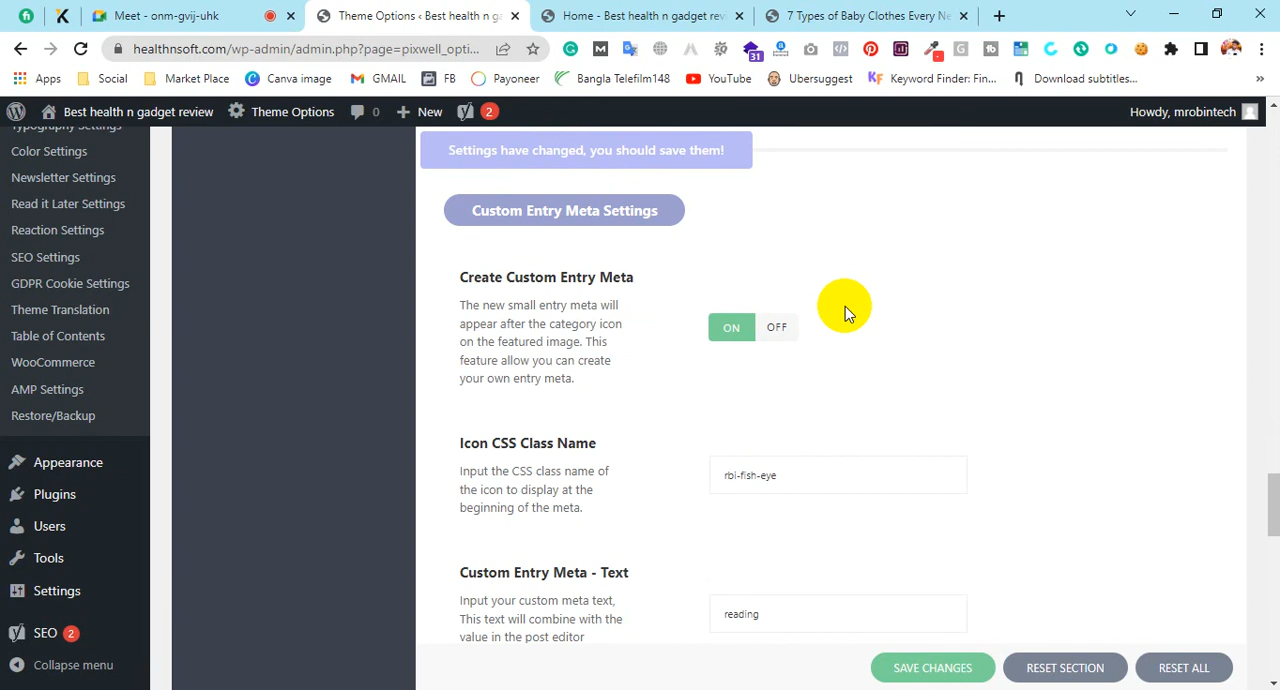 Meet - onm-gvij-uhk
Theme Options ‹ Best health n ga
Home - Best health n gadget revi
7 Types of Baby Clothes Every Ne
healthnsoft.com/wp-admin/admin.php?page=pixwell_opti...
31
Apps
Social
Market Place
Canva image
GMAIL
FB
Payoneer
Bangla Telefilm148
YouTube
Ubersuggest
Keyword Finder: Fin...
Download subtitles...
Best health n gadget review
Theme Options
0
New
2
Howdy, mrobintech
Typography Settings
Color Settings
Newsletter Settings
Read it Later Settings
Reaction Settings
SEO Settings
GDPR Cookie Settings
Theme Translation
Table of Contents
WooCommerce
AMP Settings
Restore/Backup
Appearance
Plugins
Users
Tools
Settings
SEO 2
Collapse menu
Settings have changed, you should save them!
Custom Entry Meta Settings
Create Custom Entry Meta
The new small entry meta will
appear after the category icon
on the featured image. This
feature allow you can create
your own entry meta.
ON OFF
Icon CSS Class Name
Input the CSS class name of
the icon to display at the
beginning of the meta.
rbi-fish-eye
Custom Entry Meta - Text
Input your custom meta text,
This text will combine with the
value in the post editor
reading
SAVE CHANGES
RESET SECTION
RESET ALL